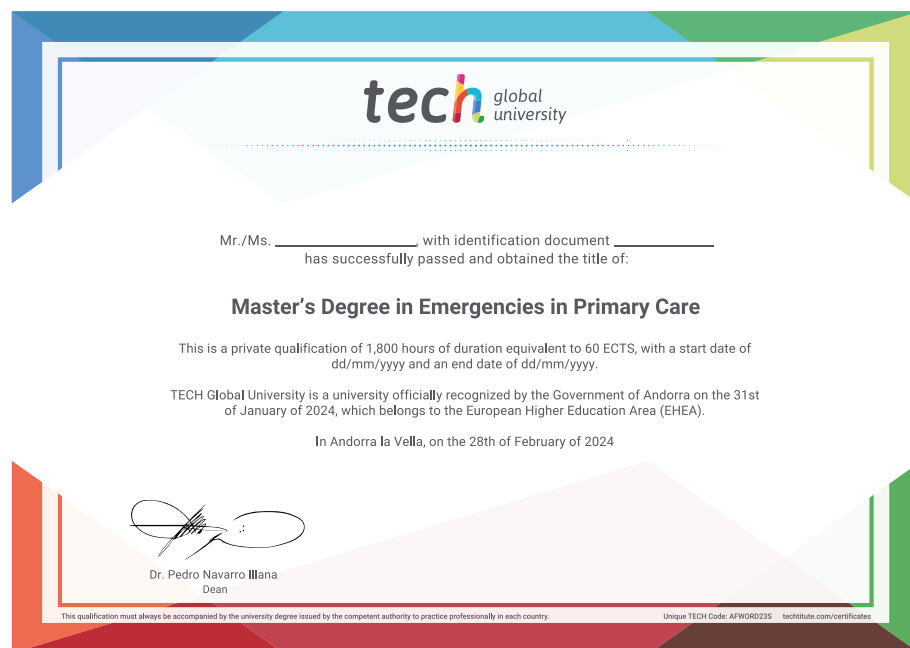 tech global
university
Mr./Ms. ____________, with identification document ____________
has successfully passed and obtained the title of:
Master’s Degree in Emergencies in Primary Care
This is a private qualification of 1,800 hours of duration equivalent to 60 ECTS, with a start date of
dd/mm/yyyy and an end date of dd/mm/yyyy.
TECH Global University is a university officially recognized by the Government of Andorra on the 31st
of January of 2024, which belongs to the European Higher Education Area (EHEA).
In Andorra la Vella, on the 28th of February of 2024
Dr. Pedro Navarro Illana
Dean
This qualification must always be accompanied by the university degree issued by the competent authority to practice professionally in each country.
Unique TECH Code: AFWORD23S techtitute.com/certificates